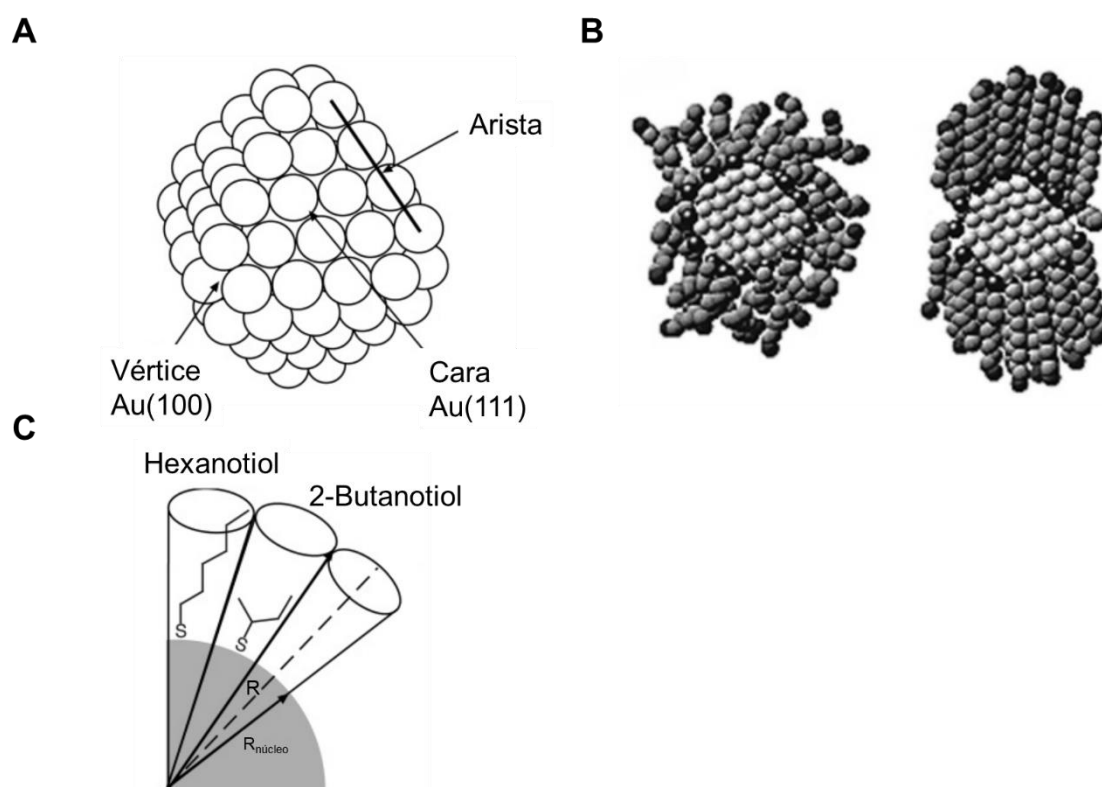 A
B
Arista
Vértice
Au(100)
Cara
Au(111)
C
Hexanotiol
2-Butanotiol
S
S
R
Rnúcleo